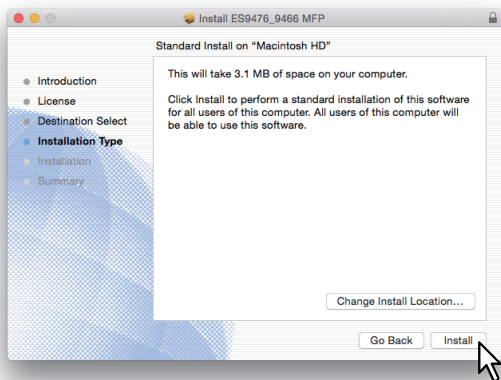 Install ES9476_9466 MFP
Standard Install on “Macintosh HD”
Introduction
License
Destination Select
Installation Type
Installation
Summary
This will take 3.1 MB of space on your computer.
Click Install to perform a standard installation of this software
for all users of this computer. All users of this computer will
be able to use this software.
Change Install Location...
Go Back
Install